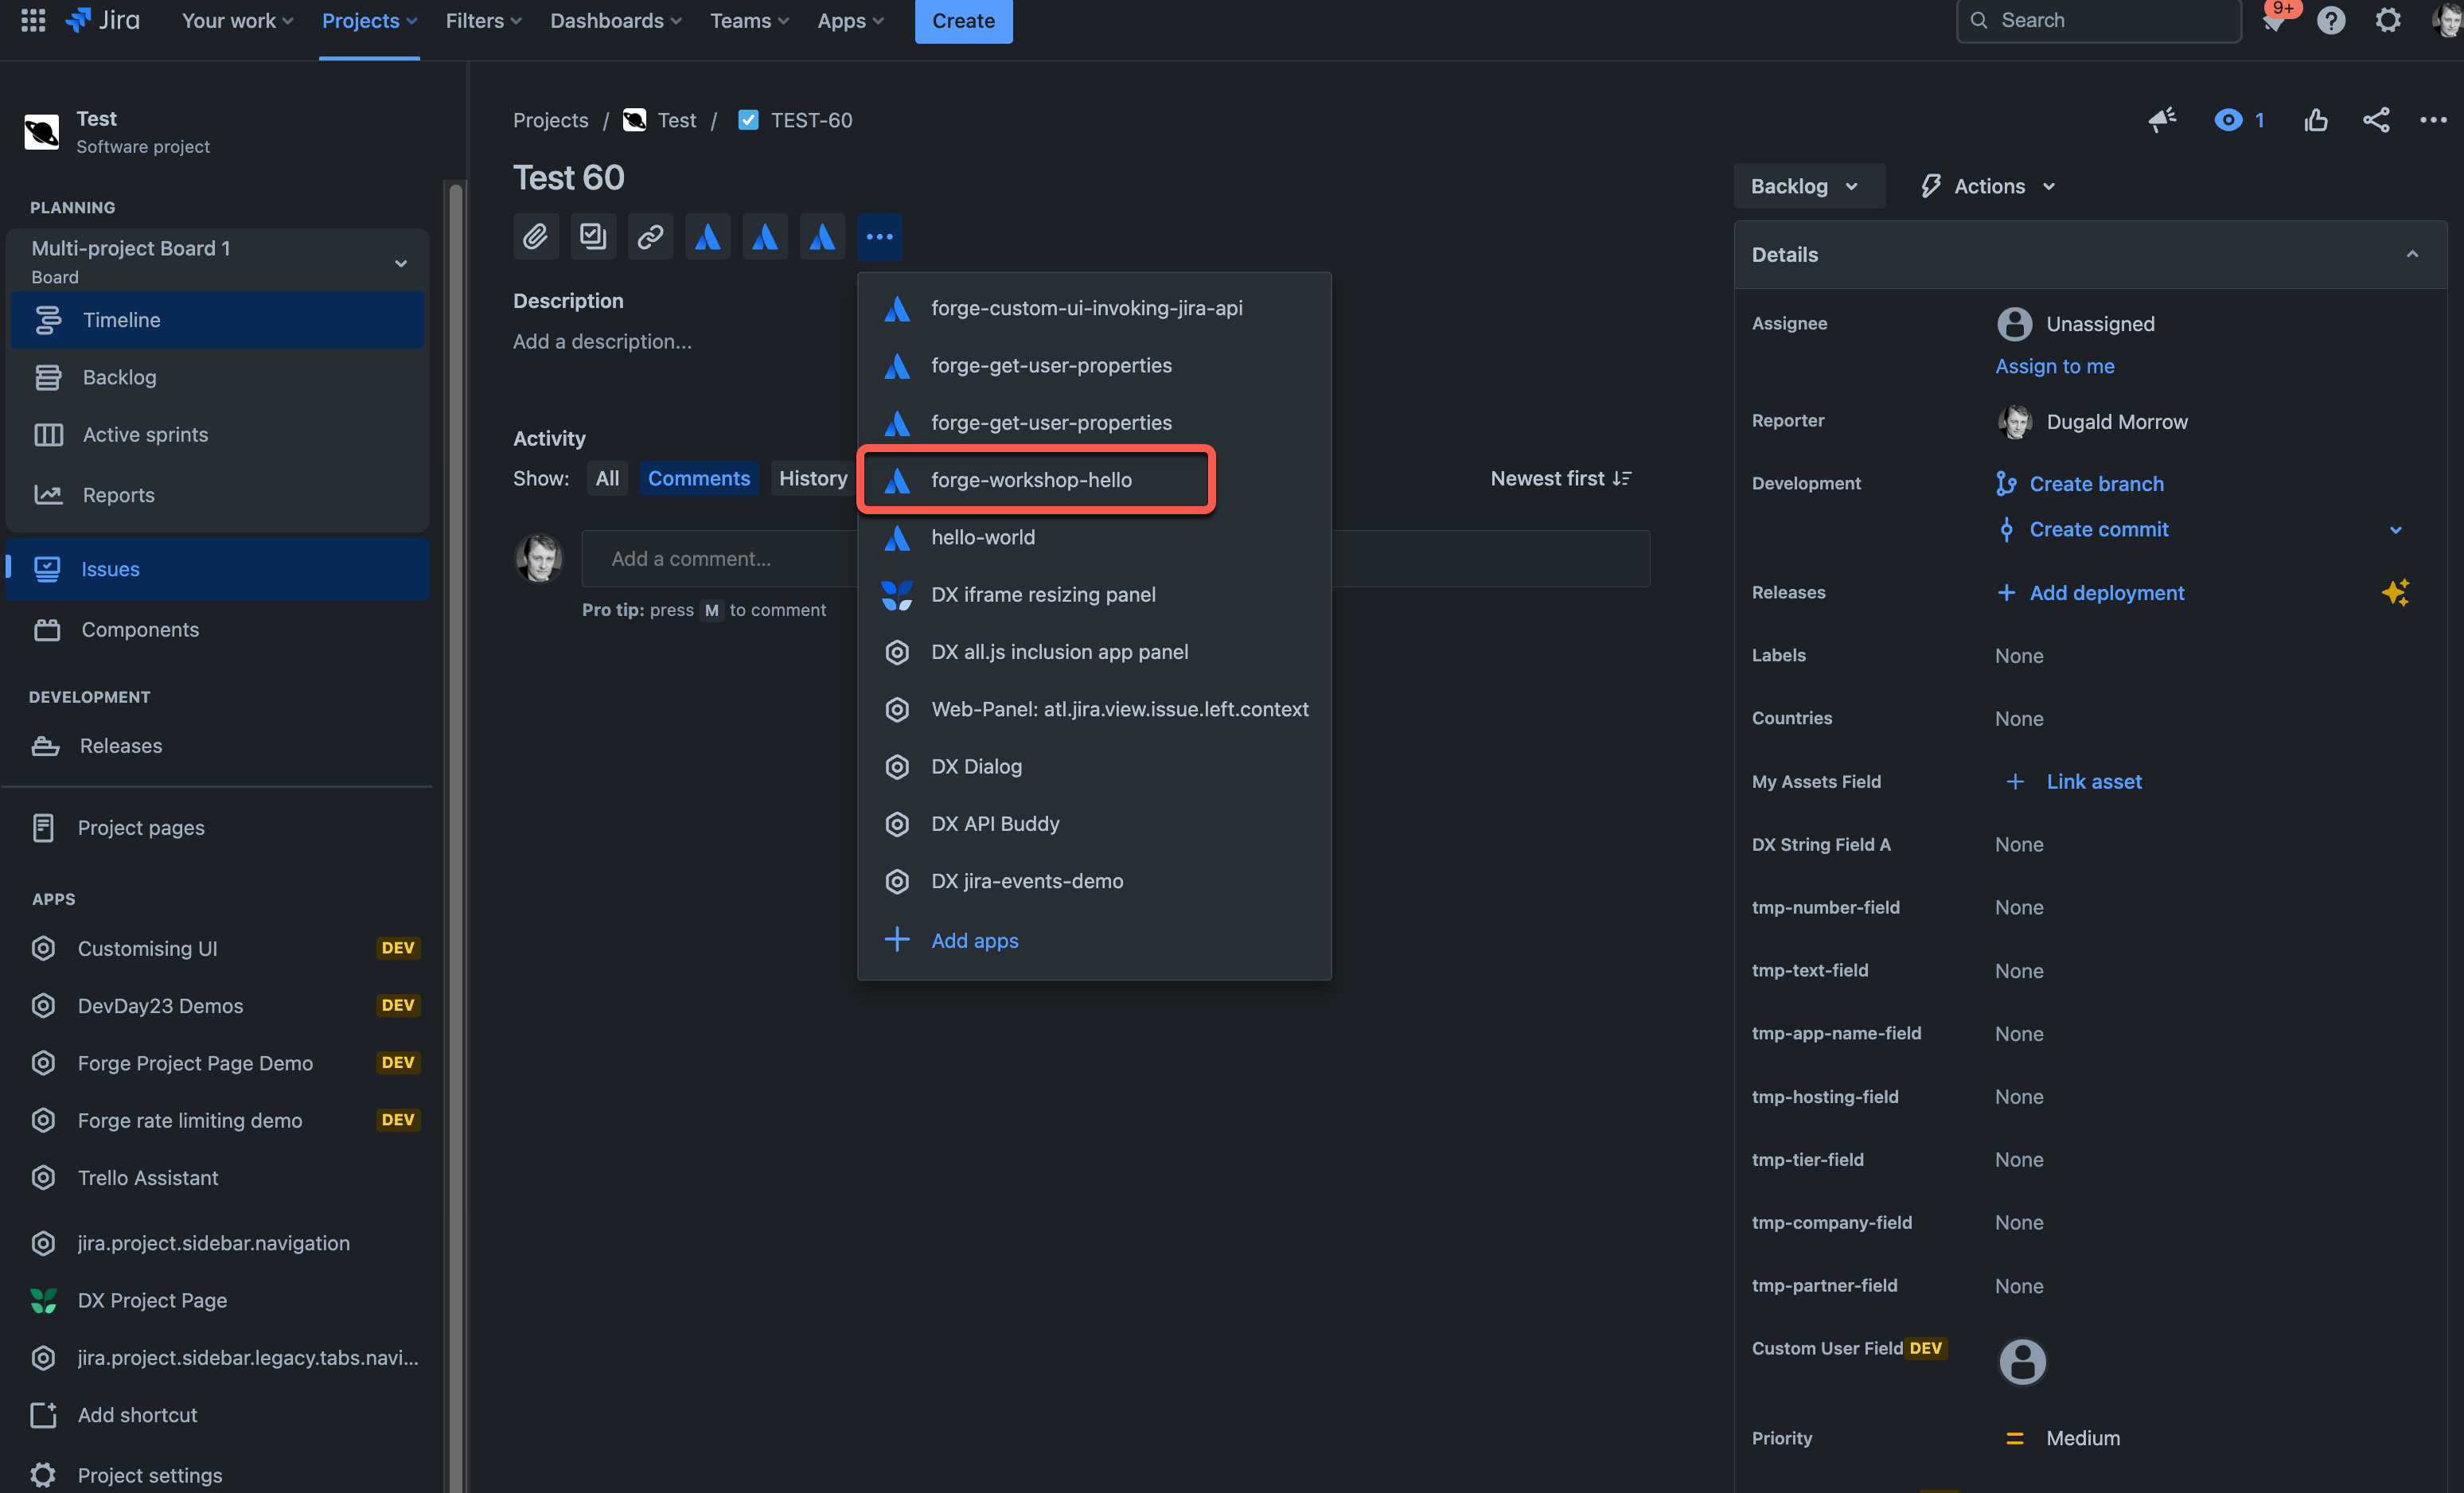 Jira
Your work
Projects
Filters
Dashboards
Teams
Apps
Create
Search
9+
Test
Software project
PLANNING
Multi-project Board 1
Board
Timeline
Backlog
Active sprints
Reports
Issues
Components
DEVELOPMENT
Releases
Project pages
APPS
Customising UI DEV
DevDay23 Demos DEV
Forge Project Page Demo DEV
Forge rate limiting demo DEV
Trello Assistant
jira.project.sidebar.navigation
DX Project Page
jira.project.sidebar.legacy.tabs.navi...
Add shortcut
Project settings
Projects / Test / TEST-60
1
Test 60
Description
Add a description...
Activity
Show: All Comments History
Newest first
Add a comment...
Pro tip: press M to comment
forge-custom-ui-invoking-jira-api
forge-get-user-properties
forge-get-user-properties
forge-workshop-hello
hello-world
DX iframe resizing panel
DX all.js inclusion app panel
Web-Panel: atl.jira.view.issue.left.context
DX Dialog
DX API Buddy
DX jira-events-demo
Add apps
Backlog
Actions
Details
Assignee Unassigned
Assign to me
Reporter Dugald Morrow
Development Create branch
Create commit
Releases Add deployment
Labels None
Countries None
My Assets Field Link asset
DX String Field A None
tmp-number-field None
tmp-text-field None
tmp-app-name-field None
tmp-hosting-field None
tmp-tier-field None
tmp-company-field None
tmp-partner-field None
Custom User Field DEV
Priority Medium